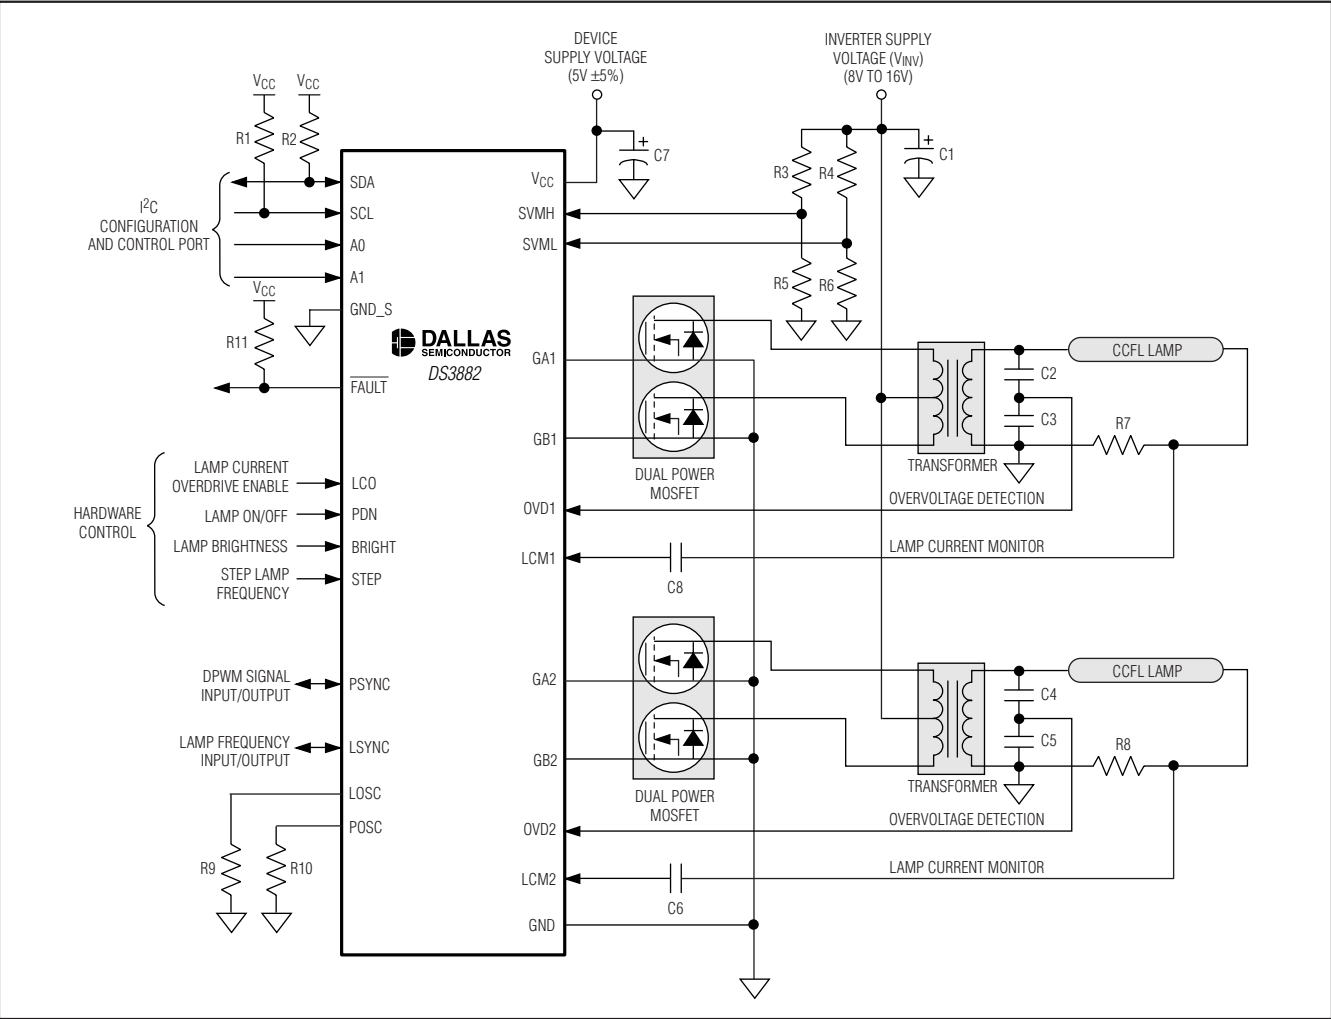 DEVICE
SUPPLY VOLTAGE
(5V ±5%)
INVERTER SUPPLY
VOLTAGE (VINV)
(8V TO 16V)
VCC
VCC
R1
R2
C7
C1
R3
R4
I2C
CONFIGURATION
AND CONTROL PORT
SDA
SCL
A0
A1
GND_S
VCC
SVMH
SVML
R5
R6
VCC
R11
FAULT
DALLAS
SEMICONDUCTOR
DS3882
GA1
GB1
DUAL POWER
MOSFET
TRANSFORMER
CCFL LAMP
C2
C3
R7
HARDWARE
CONTROL
LAMP CURRENT
OVERDRIVE ENABLE
LCO
LAMP ON/OFF
PDN
LAMP BRIGHTNESS
BRIGHT
STEP LAMP
FREQUENCY
STEP
OVD1
OVERVOLTAGE DETECTION
LCM1
C8
LAMP CURRENT MONITOR
DPWM SIGNAL
INPUT/OUTPUT
PSYNC
LAMP FREQUENCY
INPUT/OUTPUT
LSYNC
LOSC
POSC
R9
R10
GA2
GB2
DUAL POWER
MOSFET
TRANSFORMER
CCFL LAMP
C4
C5
R8
OVD2
OVERVOLTAGE DETECTION
LCM2
C6
LAMP CURRENT MONITOR
GND